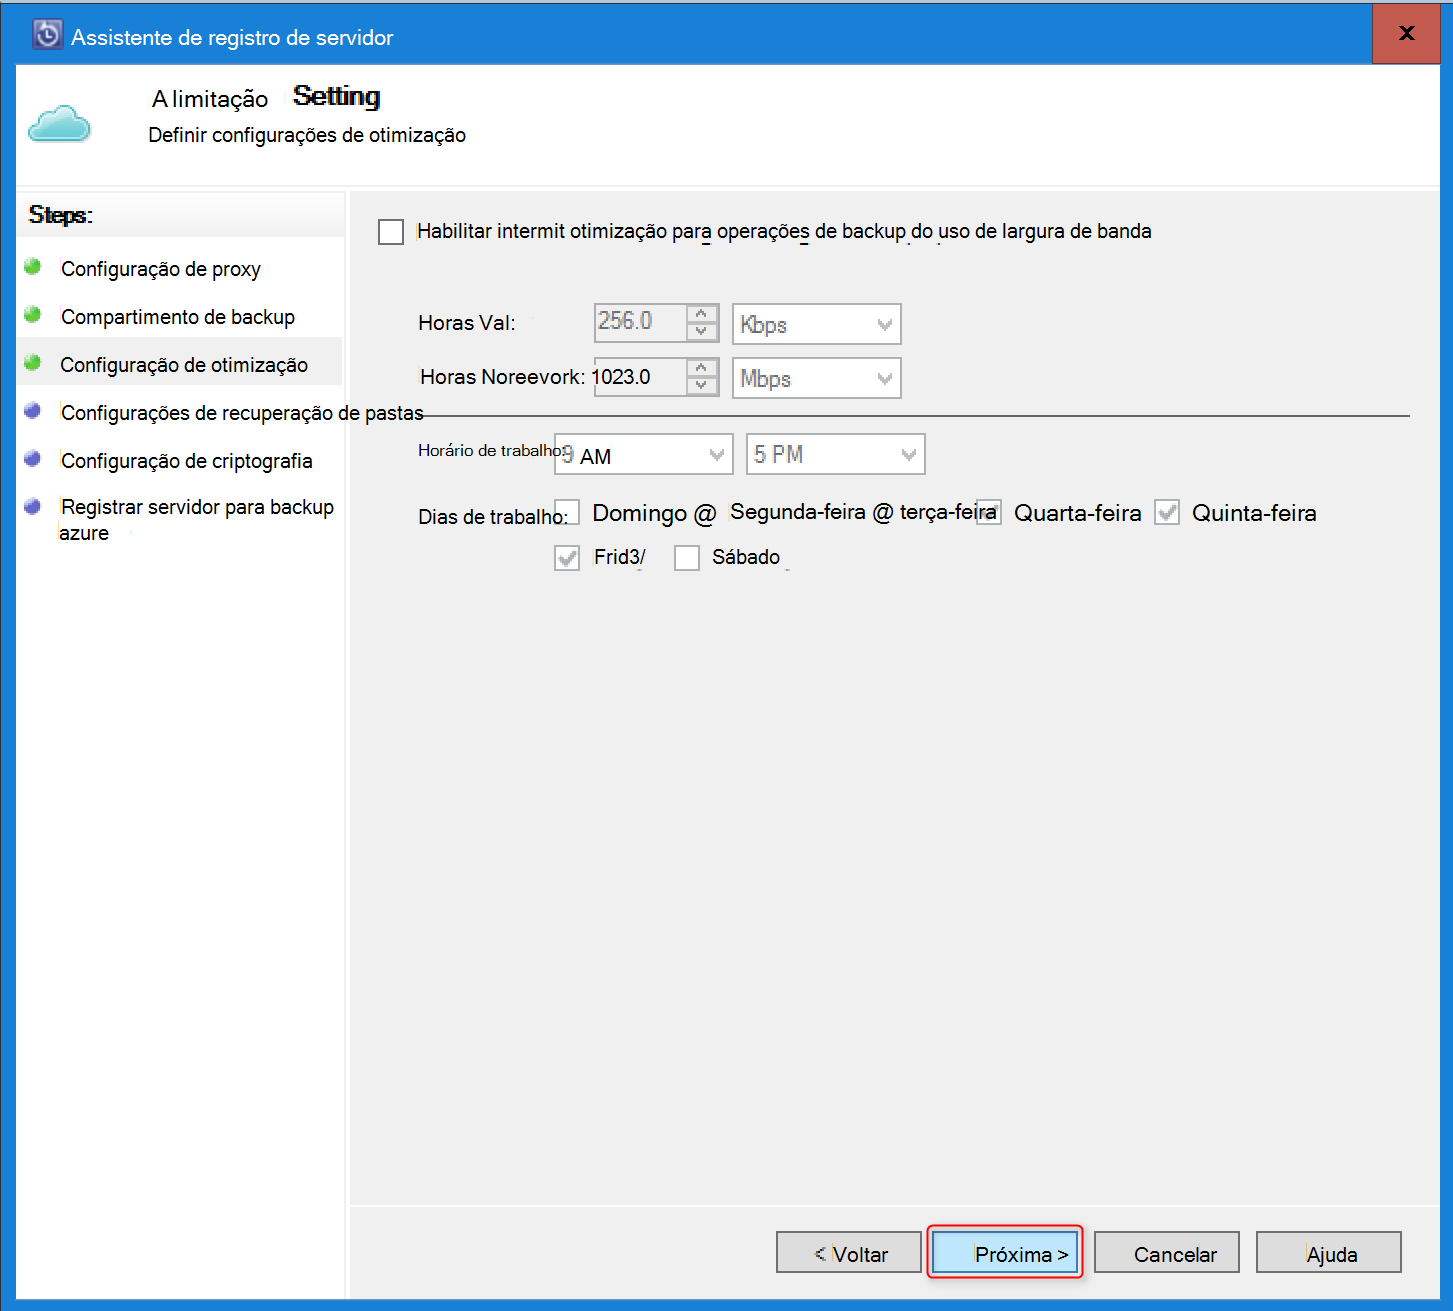 Assistente de registro de servidor
x
A limitação Setting
Definir configurações de otimização
Steps:
Configuração de proxy
Compartimento de backup
Configuração de otimização
Configurações de recuperação de pastas
Configuração de criptografia
Registrar servidor para backup
azure
Habilitar intermit otimização para operações de backup do uso de largura de banda
Horas Val: 256.0 Kbps
Horas Noreevork: 1023.0 Mbps
Horário de trabalho: 9 AM 5 PM
Dias de trabalho: Domingo @ Segunda-feira @ terça-feira Quarta-feira Quinta-feira
Frid3/ Sábado
< Voltar Próxima > Cancelar Ajuda